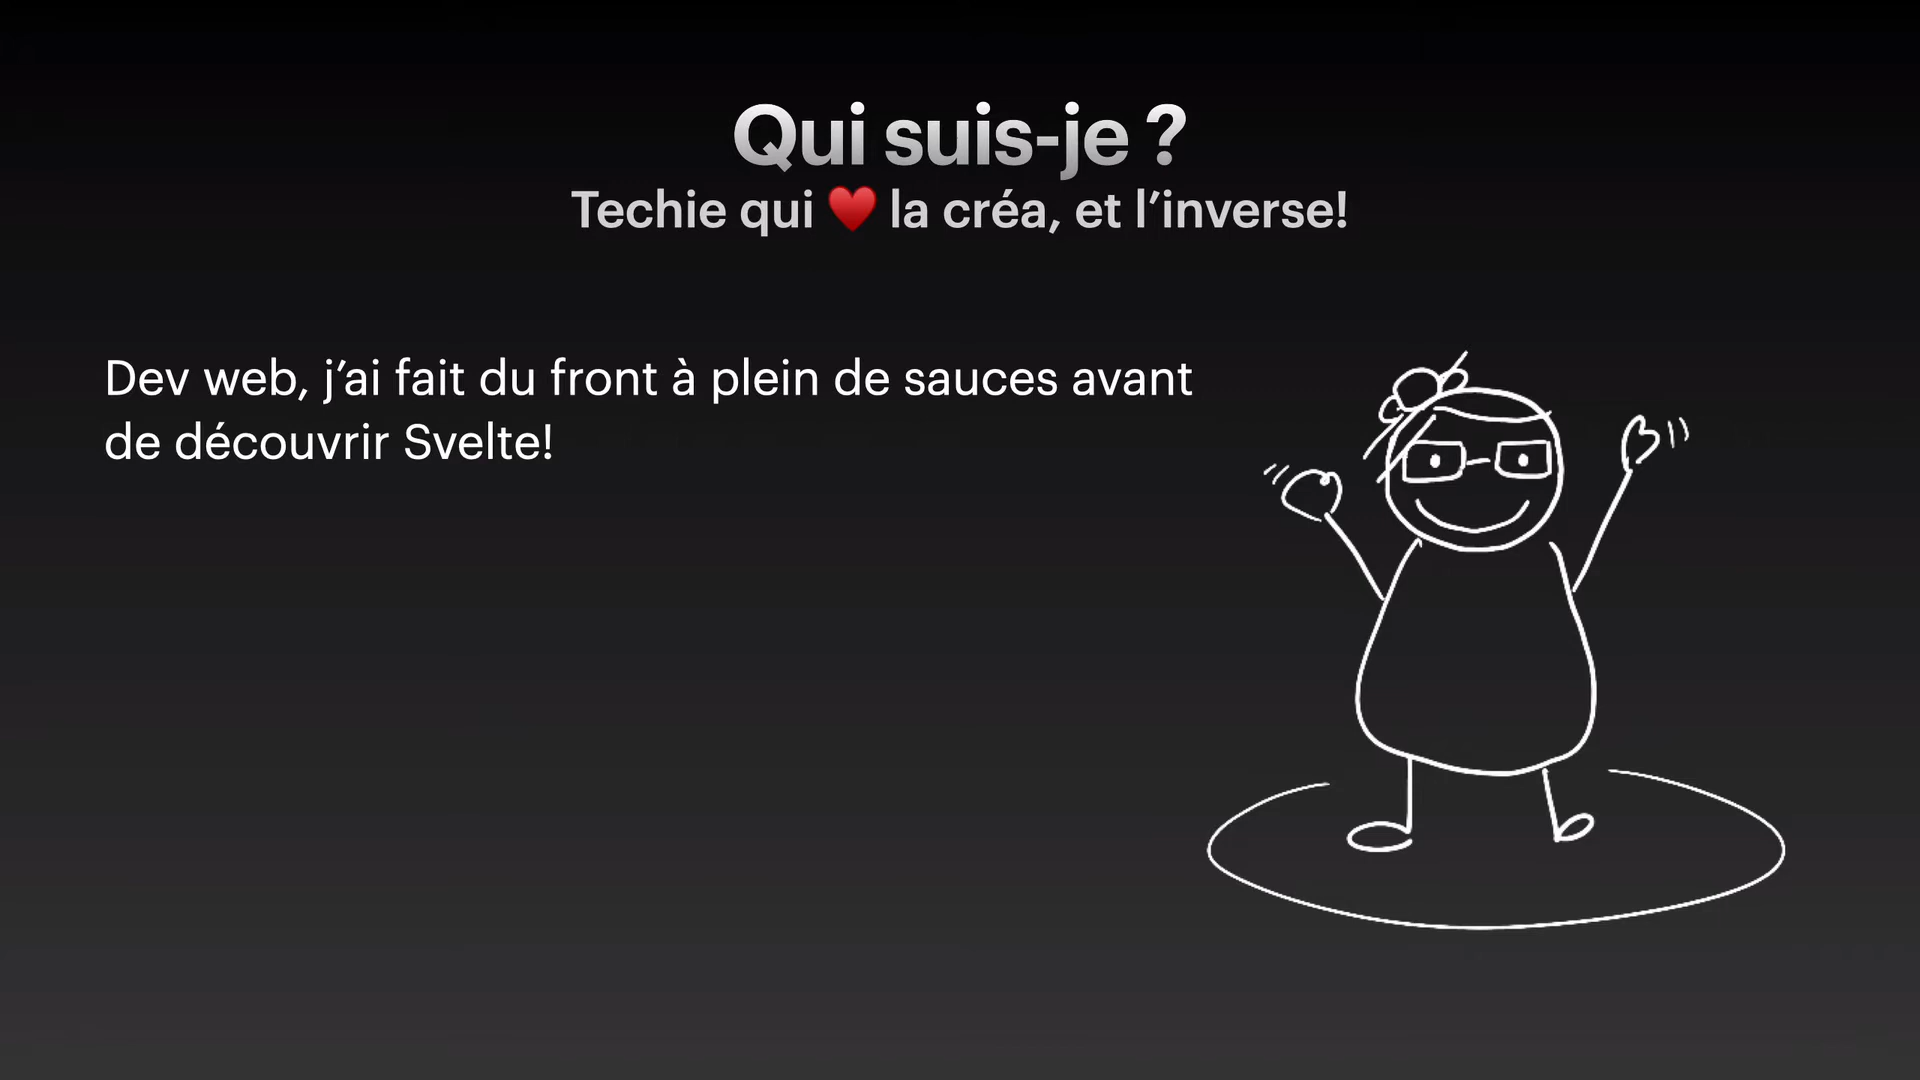 Qui suis-je ?
Techie qui ❤️ la créa, et l’inverse!
Dev web, j’ai fait du front à plein de sauces avant
de découvrir Svelte!